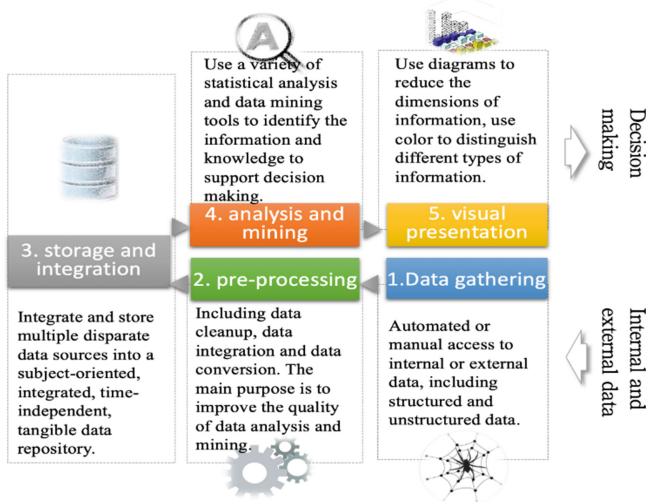 A
Use a variety of
statistical analysis
and data mining
tools to identify the
information and
knowledge to
support decision
making.
Use diagrams to
reduce the
dimensions of
information, use
color to distinguish
different types of
information.
Decision
making
3. storage and
integration
4. analysis and
mining
5. visual
presentation
2. pre-processing
1.Data gathering
Integrate and store
multiple disparate
data sources into a
subject-oriented,
integrated, time-
independent,
tangible data
repository.
Including data
cleanup, data
integration and data
conversion. The
main purpose is to
improve the quality
of data analysis and
mining.
Automated or
manual access to
internal or external
data, including
structured and
unstructured data.
Internal and
external data